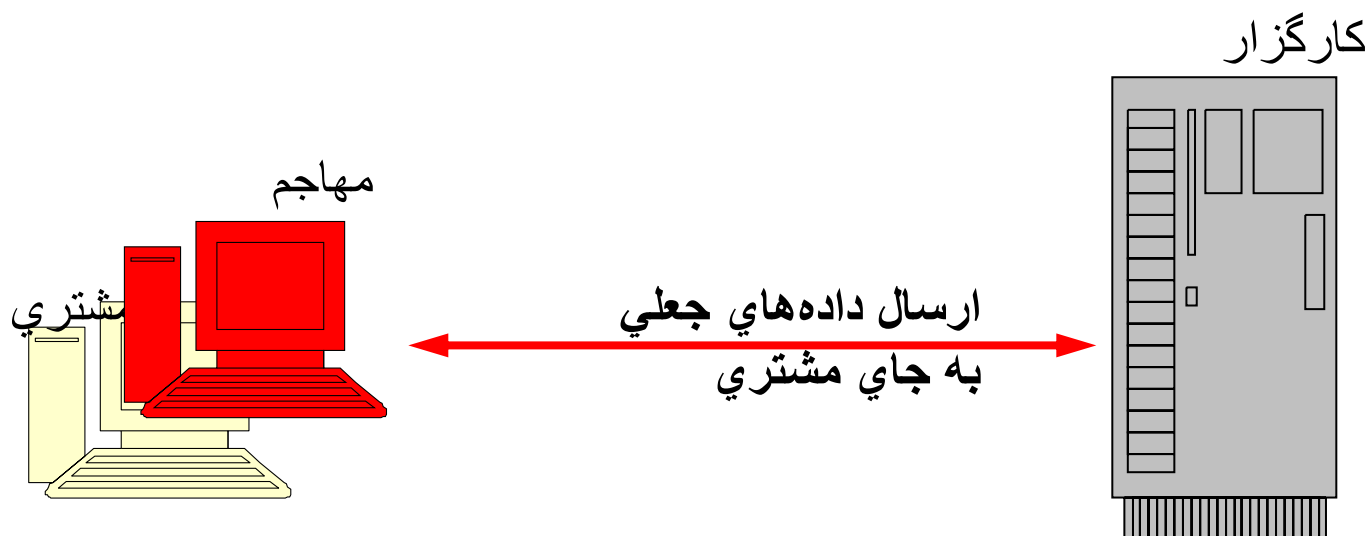 کارگزار
مهاجم
مشتري
ارسال داده‌هاي جعلي
به جاي مشتري